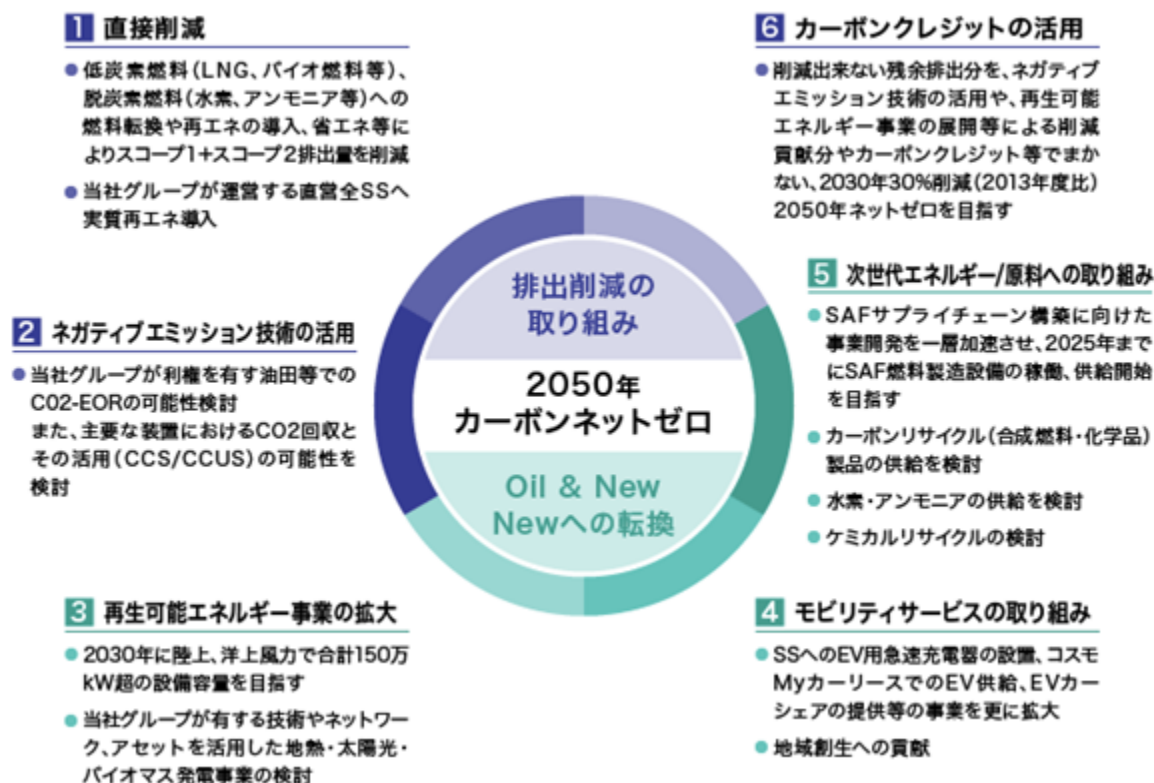 1 直接削減
●低炭素燃料(LNG、バイオ燃料等)、
脱炭素燃料(水素、アンモニア等)への
燃料転換や再エネの導入、省エネ等に
よりスコープ1+スコープ2排出量を削減
●当社グループが運営する直営全SSへ
実質再エネ導入
2 ネガティブエミッション技術の活用
●当社グループが利権を有す油田等での
C02-EORの可能性検討
また、主要な装置におけるCO2回収と
その活用(CCS/CCUS)の可能性を
検討
3 再生可能エネルギー事業の拡大
●2030年に陸上、洋上風力で合計150万
kW超の設備容量を目指す
●当社グループが有する技術やネットワー
ク、アセットを活用した地熱・太陽光・
バイオマス発電事業の検討
排出削減の
取り組み
2050年
カーボンネットゼロ
Oil & New
Newへの転換
6 カーボンクレジットの活用
●削減出来ない残余排出分を、ネガティブ
エミッション技術の活用や、再生可能
エネルギー事業の展開等による削減
貢献分やカーボンクレジット等でまか
ない、2030年30%削減(2013年度比)
2050年ネットゼロを目指す
5 次世代エネルギー/原料への取り組み
●SAFサプライチェーン構築に向けた
事業開発を一層加速させ、2025年まで
にSAF燃料製造設備の稼働、供給開始
を目指す
●カーボンリサイクル(合成燃料・化学品)
製品の供給を検討
●水素・アンモニアの供給を検討
●ケミカルリサイクルの検討
4 モビリティサービスの取り組み
●SSへのEV用急速充電器の設置、コスモ
MyカーリースでのEV供給、EVカー
シェアの提供等の事業を更に拡大
●地域創生への貢献